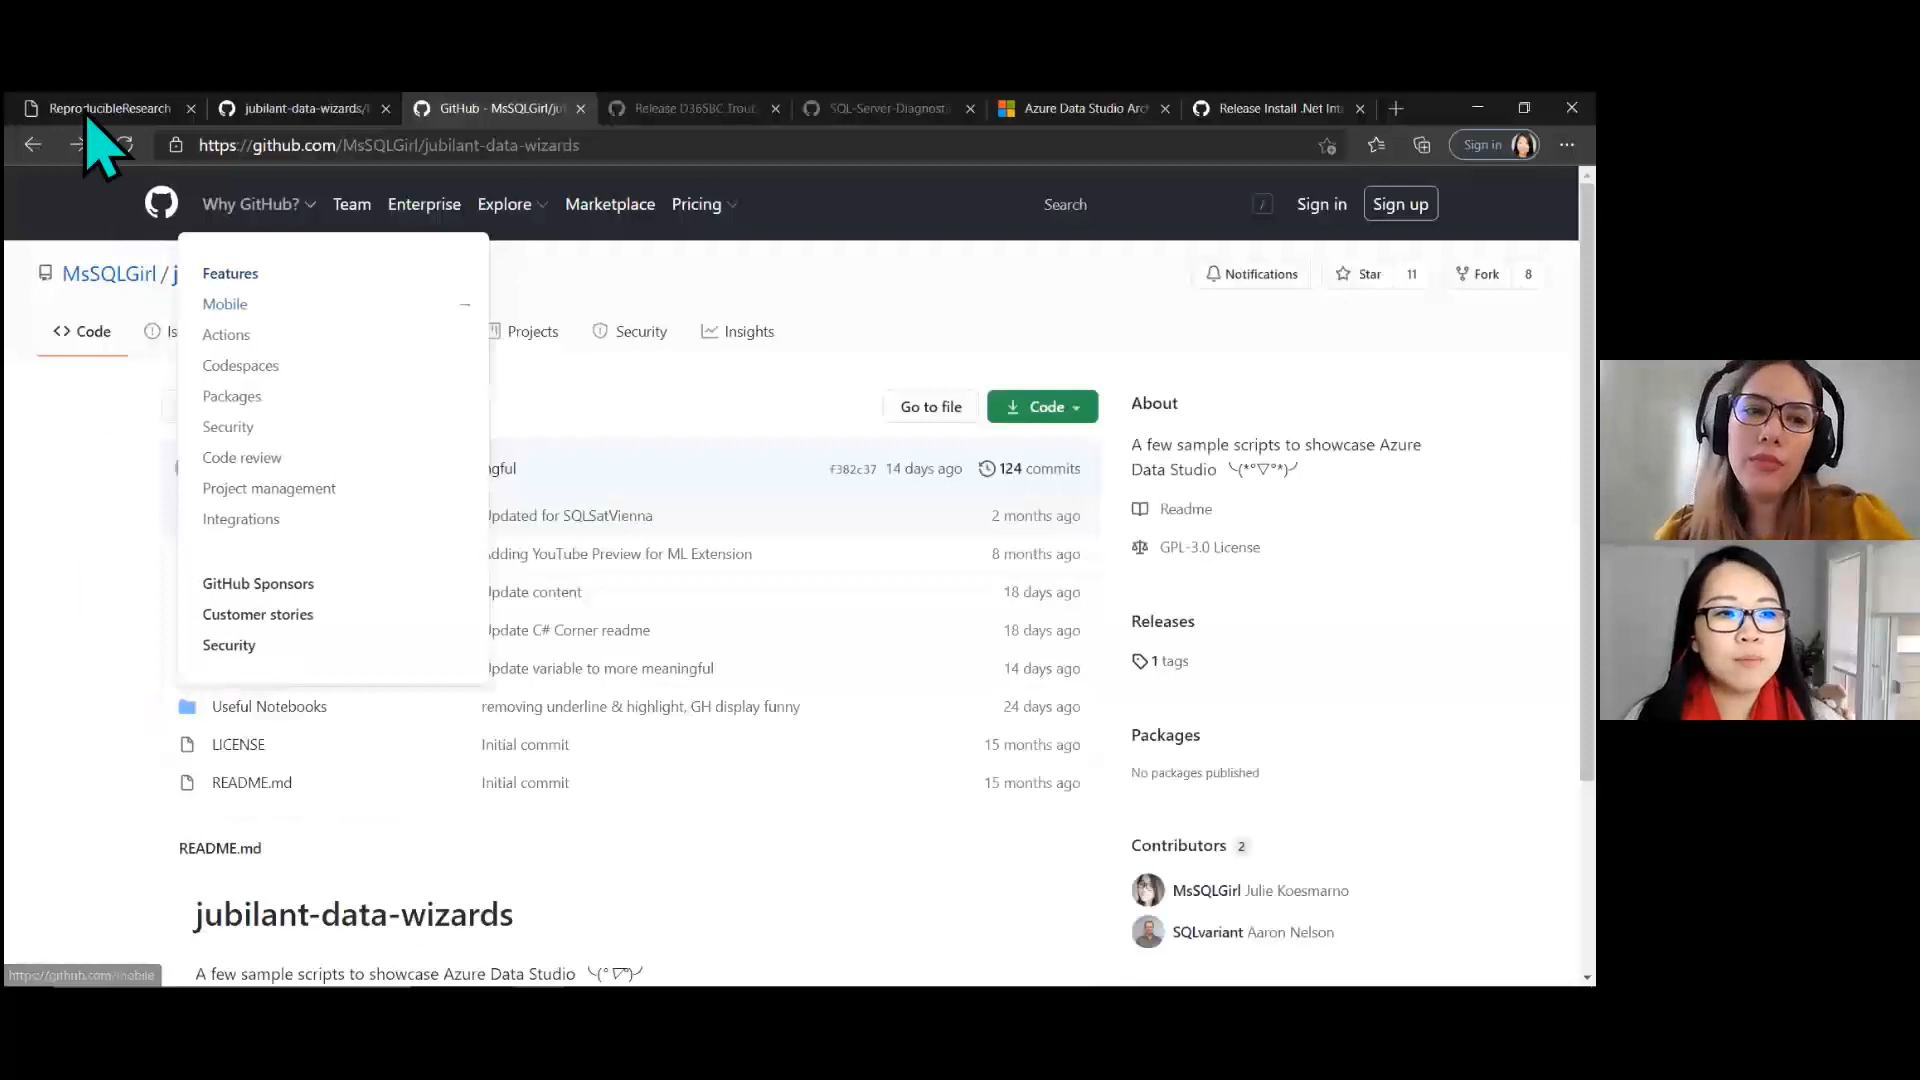 ReproducibleResearch
jubilant-data-wizards/
GitHub - MsSQLGirl/ju
Release D365BC
SQL-Server-Diagnost
Azure Data Studio Arc
Release Install .Net Int
https://github.com/MsSQLGirl/jubilant-data-wizards
Sign in
Why GitHub?
Team
Enterprise
Explore
Marketplace
Pricing
Search
/
Sign in
Sign up
MsSQLGirl / j
Notifications
Star 11
Fork 8
Code
Is
Projects
Security
Insights
Features
Mobile
Actions
Codespaces
Packages
Security
Code review
Project management
Integrations
GitHub Sponsors
Customer stories
Security
Go to file
Code
ngful
f382c37 14 days ago 124 commits
Updated for SQLSatVienna 2 months ago
Adding YouTube Preview for ML Extension 8 months ago
Update content 18 days ago
Update C# Corner readme 18 days ago
Update variable to more meaningful 14 days ago
Useful Notebooks removing underline & highlight, GH display funny 24 days ago
LICENSE Initial commit 15 months ago
README.md Initial commit 15 months ago
README.md
jubilant-data-wizards
A few sample scripts to showcase Azure Data Studio ╰(°▽°)╯
About
A few sample scripts to showcase Azure
Data Studio ╰(*°▽°*)╯
Readme
GPL-3.0 License
Releases
1 tags
Packages
No packages published
Contributors 2
MsSQLGirl Julie Koesmarno
SQLvariant Aaron Nelson
https://github.com/mobile